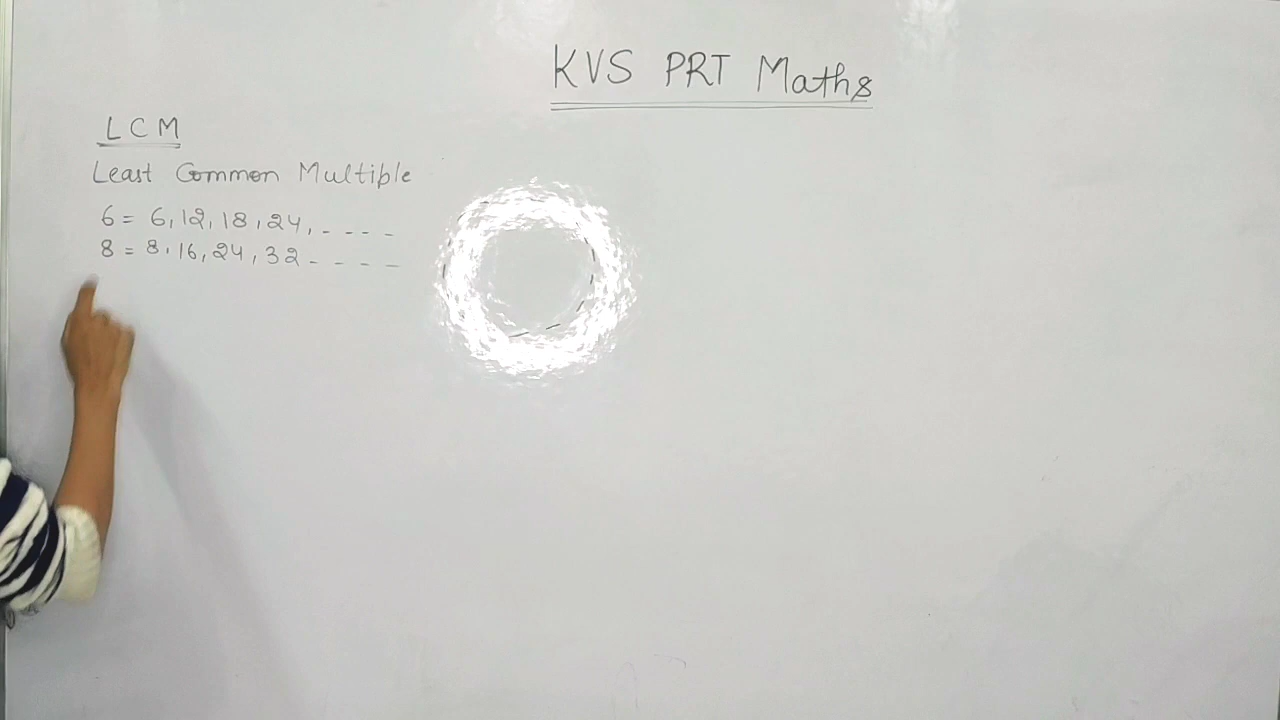 KVS PRT Maths
LCM
Least Common Multiple
6 = 6, 12, 18, 24, - - - -
8 = 8, 16, 24, 32 - - - -